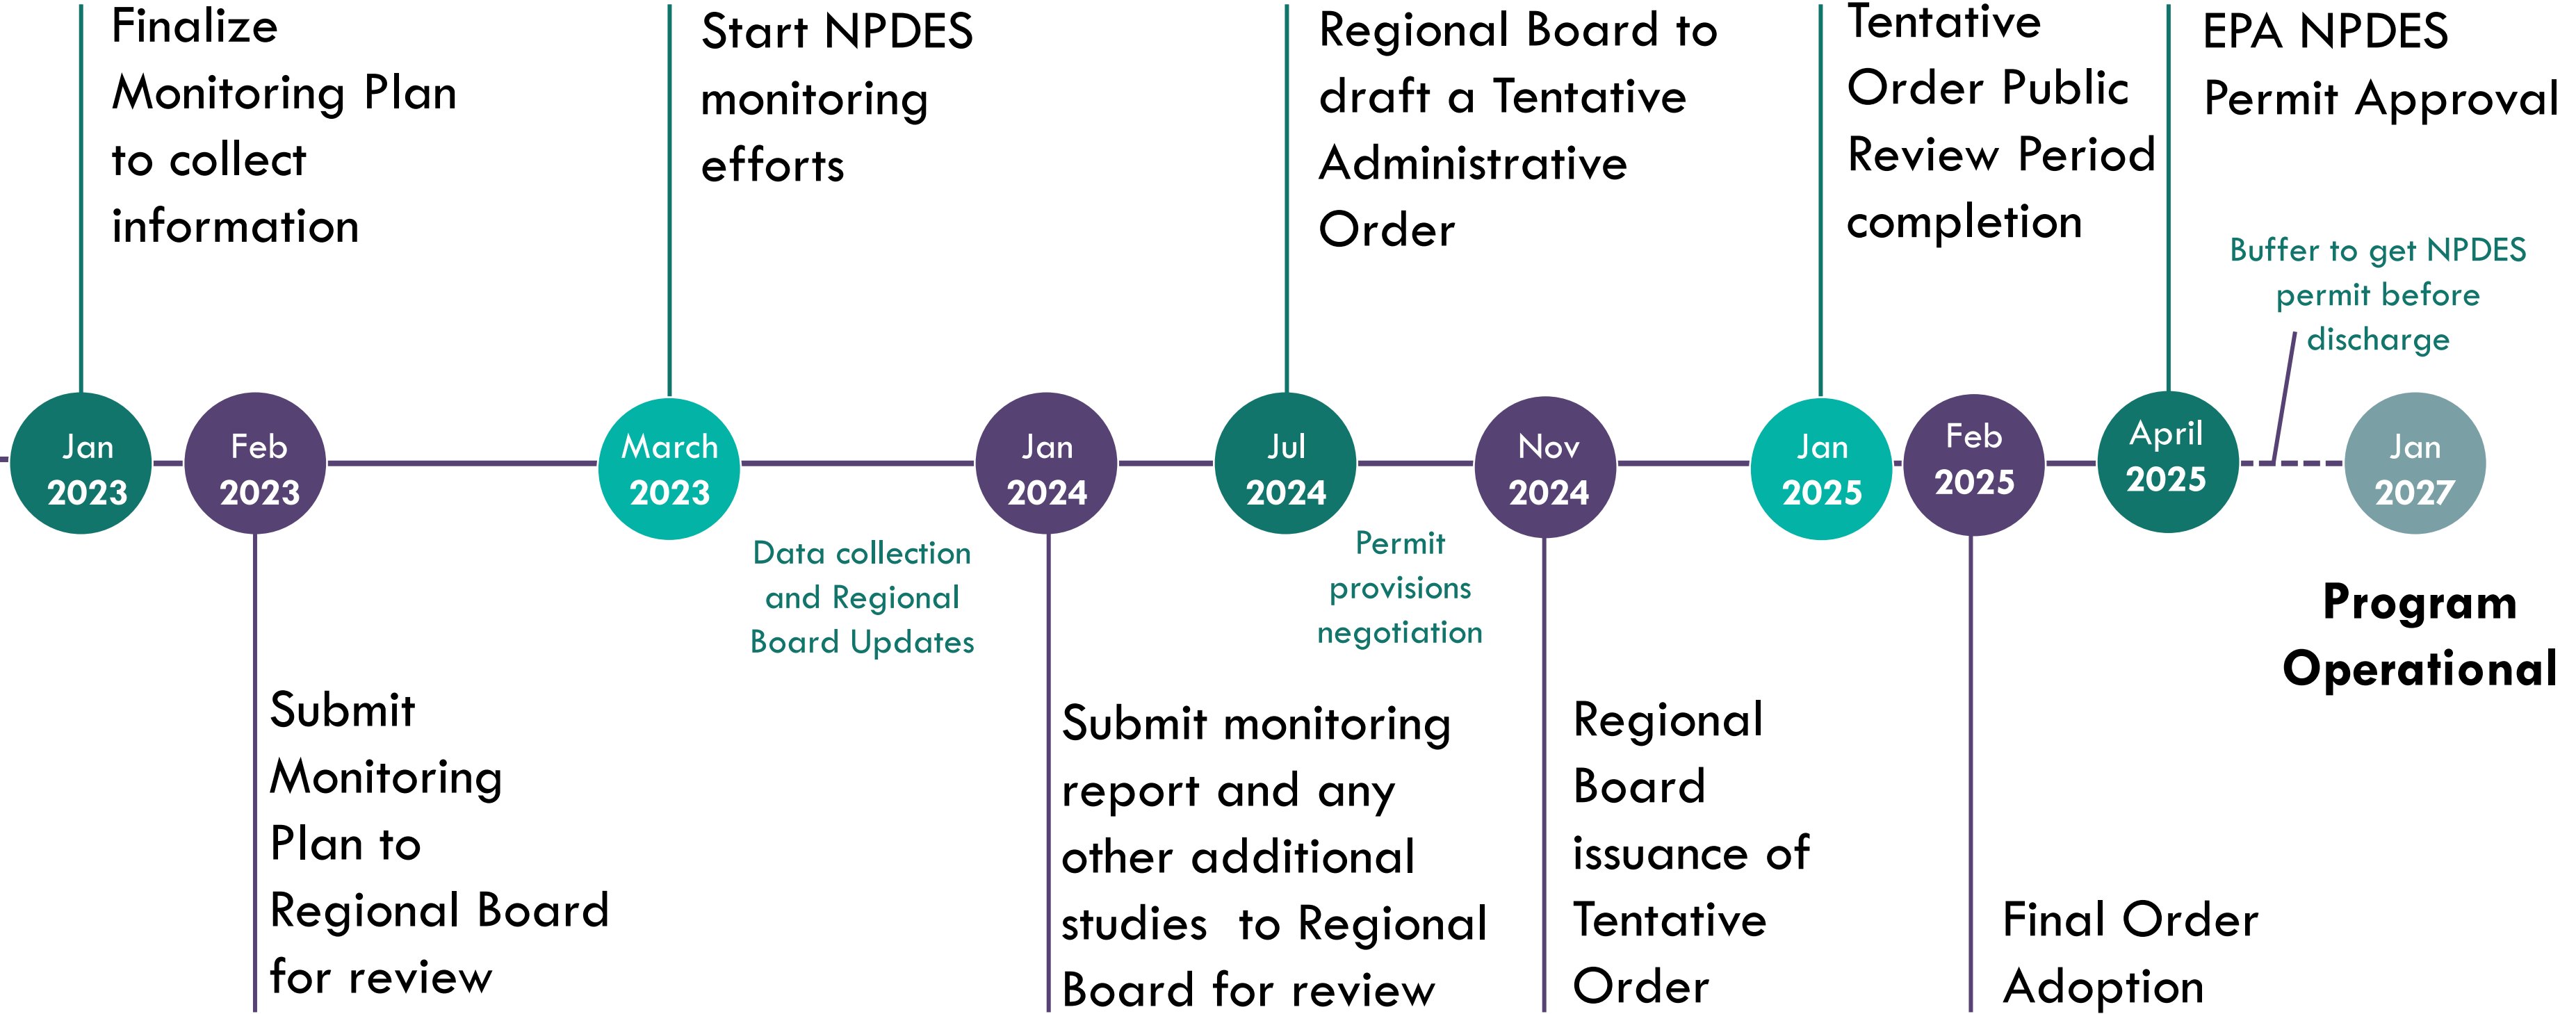 Finalize
Monitoring Plan
to collect
information
Start NPDES
monitoring
efforts
Regional Board to
draft a Tentative
Administrative
Order
Tentative
Order Public
Review Period
completion
EPA NPDES
Permit Approval
Buffer to get NPDES
permit before
discharge
Jan
2023
Feb
2023
March
2023
Jan
2024
Jul
2024
Nov
2024
Jan
2025
Feb
2025
April
2025
Jan
2027
Data collection
and Regional
Board Updates
Permit
provisions
negotiation
Program
Operational
Submit
Monitoring
Plan to
Regional Board
for review
Submit monitoring
report and any
other additional
studies  to Regional
Board for review
Regional
Board
issuance of
Tentative
Order
Final Order
Adoption